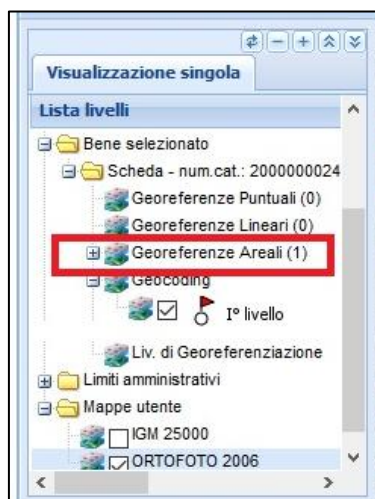 Visualizzazione singola
Lista livelli
Bene selezionato
Scheda - num.cat.: 2000000024
Georeferenze Puntuali (0)
Georeferenze Lineari (0)
Georeferenze Areali (1)
Geocoding
I° livello
Liv. di Georeferenziazione
Limiti amministrativi
Mappe utente
IGM 25000
ORTOFOTO 2006